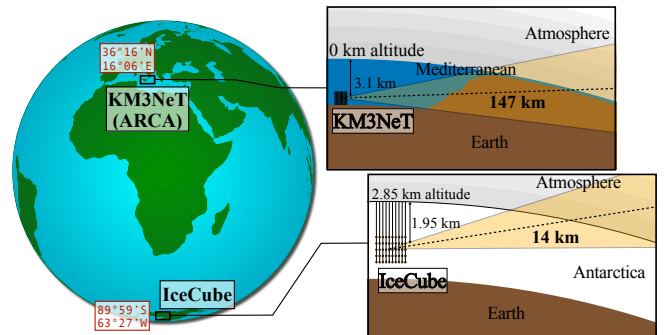 36°16'N
16°06'E
KM3NeT
(ARCA)
IceCube
89°59'S
63°27'W
Atmosphere
0 km altitude
Mediterranean
3.1 km
147 km
KM3NeT
Earth
Atmosphere
2.85 km altitude
1.95 km
14 km
IceCube
Antarctica
Earth